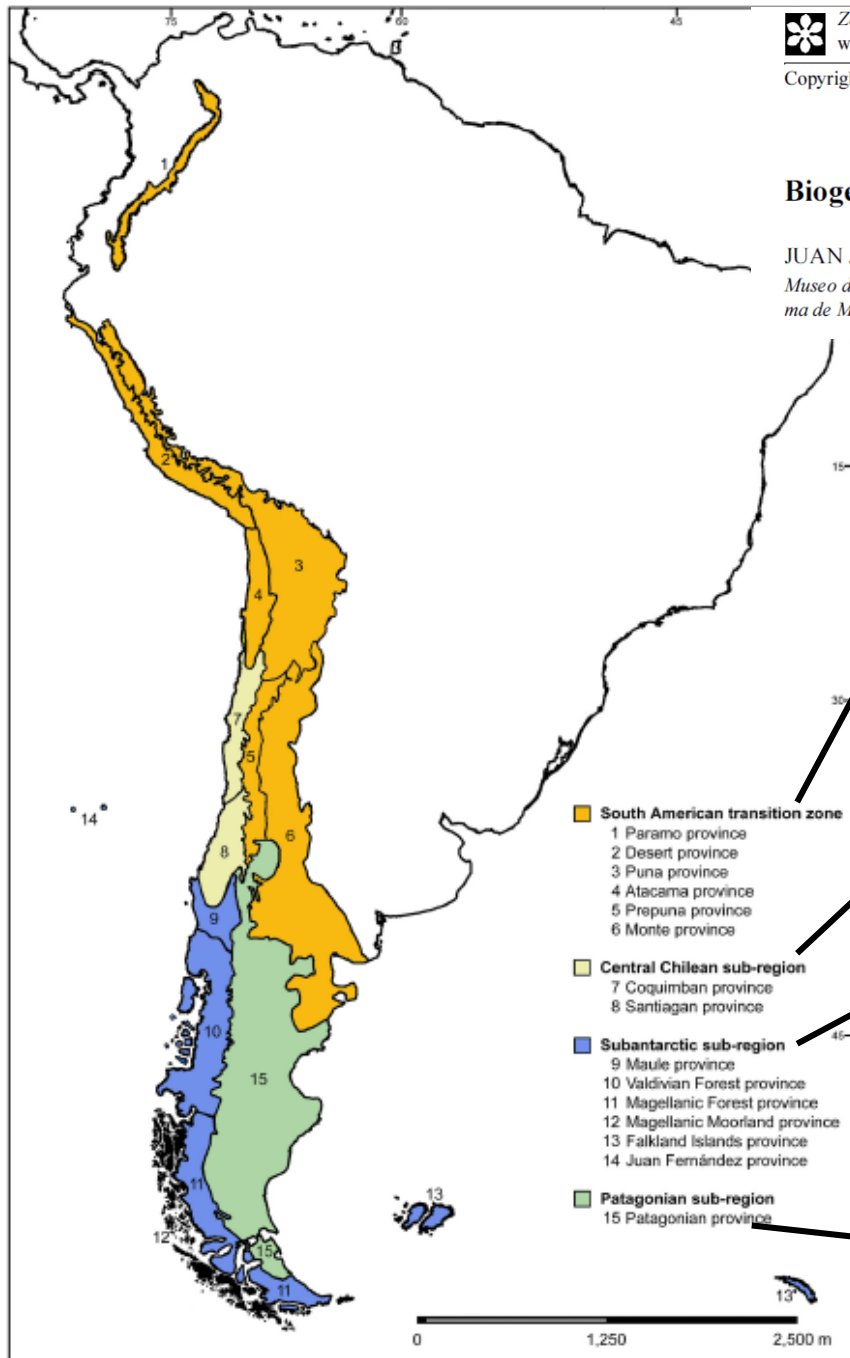 75
60
45
Z
w
Copyrigl
Bioge
JUAN
Museo d
ma de M
1
2
15
3
4
30
7
5
14
6
8
South American transition zone
1 Paramo province
2 Desert province
3 Puna province
4 Atacama province
5 Prepuna province
6 Monte province
9
Central Chilean sub-region
7 Coquimban province
8 Santiagan province
10
45
Subantarctic sub-region
9 Maule province
10 Valdivian Forest province
11 Magellanic Forest province
12 Magellanic Moorland province
13 Falkland Islands province
14 Juan Fernández province
15
11
13
Patagonian sub-region
15 Patagonian province
12
15
11
13
0 1,250 2,500 m